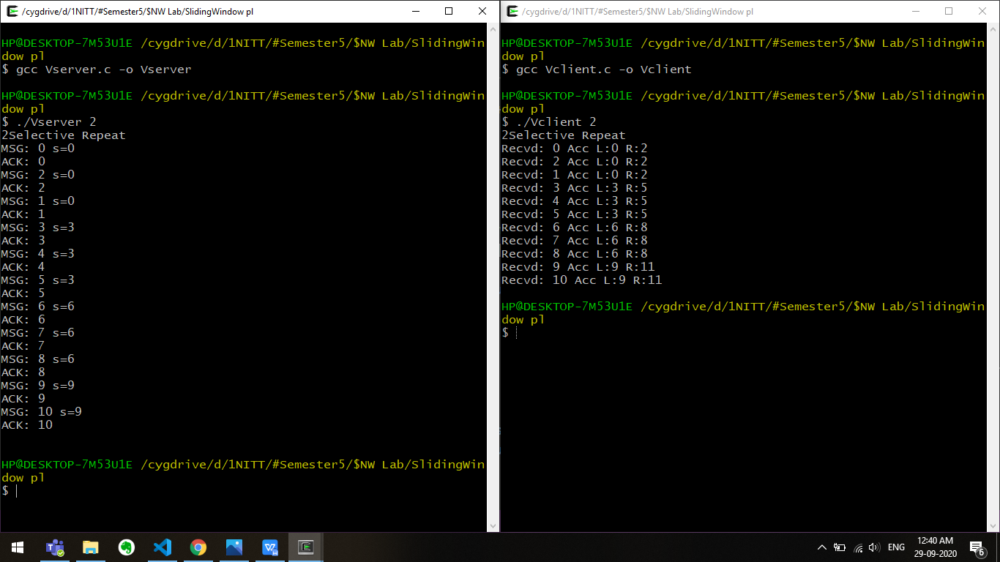 /cygdrive/d/1NITT/#Semester5/$NW Lab/SlidingWindow pl
HP@DESKTOP-7M53U1E /cygdrive/d/1NITT/#Semester5/$NW Lab/SlidingWin
dow pl
$ gcc Vserver.c -o Vserver
HP@DESKTOP-7M53U1E /cygdrive/d/1NITT/#Semester5/$NW Lab/SlidingWin
dow pl
$ ./Vserver 2
2Selective Repeat
MSG: 0 s=0
ACK: 0
MSG: 2 s=0
ACK: 2
MSG: 1 s=0
ACK: 1
MSG: 3 s=3
ACK: 3
MSG: 4 s=3
ACK: 4
MSG: 5 s=3
ACK: 5
MSG: 6 s=6
ACK: 6
MSG: 7 s=6
ACK: 7
MSG: 8 s=6
ACK: 8
MSG: 9 s=9
ACK: 9
MSG: 10 s=9
ACK: 10
HP@DESKTOP-7M53U1E /cygdrive/d/1NITT/#Semester5/$NW Lab/SlidingWin
dow pl
$
/cygdrive/d/1NITT/#Semester5/$NW Lab/SlidingWindow pl
HP@DESKTOP-7M53U1E /cygdrive/d/1NITT/#Semester5/$NW Lab/SlidingWin
dow pl
$ gcc Vclient.c -o Vclient
HP@DESKTOP-7M53U1E /cygdrive/d/1NITT/#Semester5/$NW Lab/SlidingWin
dow pl
$ ./Vclient 2
2Selective Repeat
Recvd: 0 Acc L:0 R:2
Recvd: 2 Acc L:0 R:2
Recvd: 1 Acc L:0 R:2
Recvd: 3 Acc L:3 R:5
Recvd: 4 Acc L:3 R:5
Recvd: 5 Acc L:3 R:5
Recvd: 6 Acc L:6 R:8
Recvd: 7 Acc L:6 R:8
Recvd: 8 Acc L:6 R:8
Recvd: 9 Acc L:9 R:11
Recvd: 10 Acc L:9 R:11
HP@DESKTOP-7M53U1E /cygdrive/d/1NITT/#Semester5/$NW Lab/SlidingWin
dow pl
$
ENG
12:40 AM
29-09-2020
6